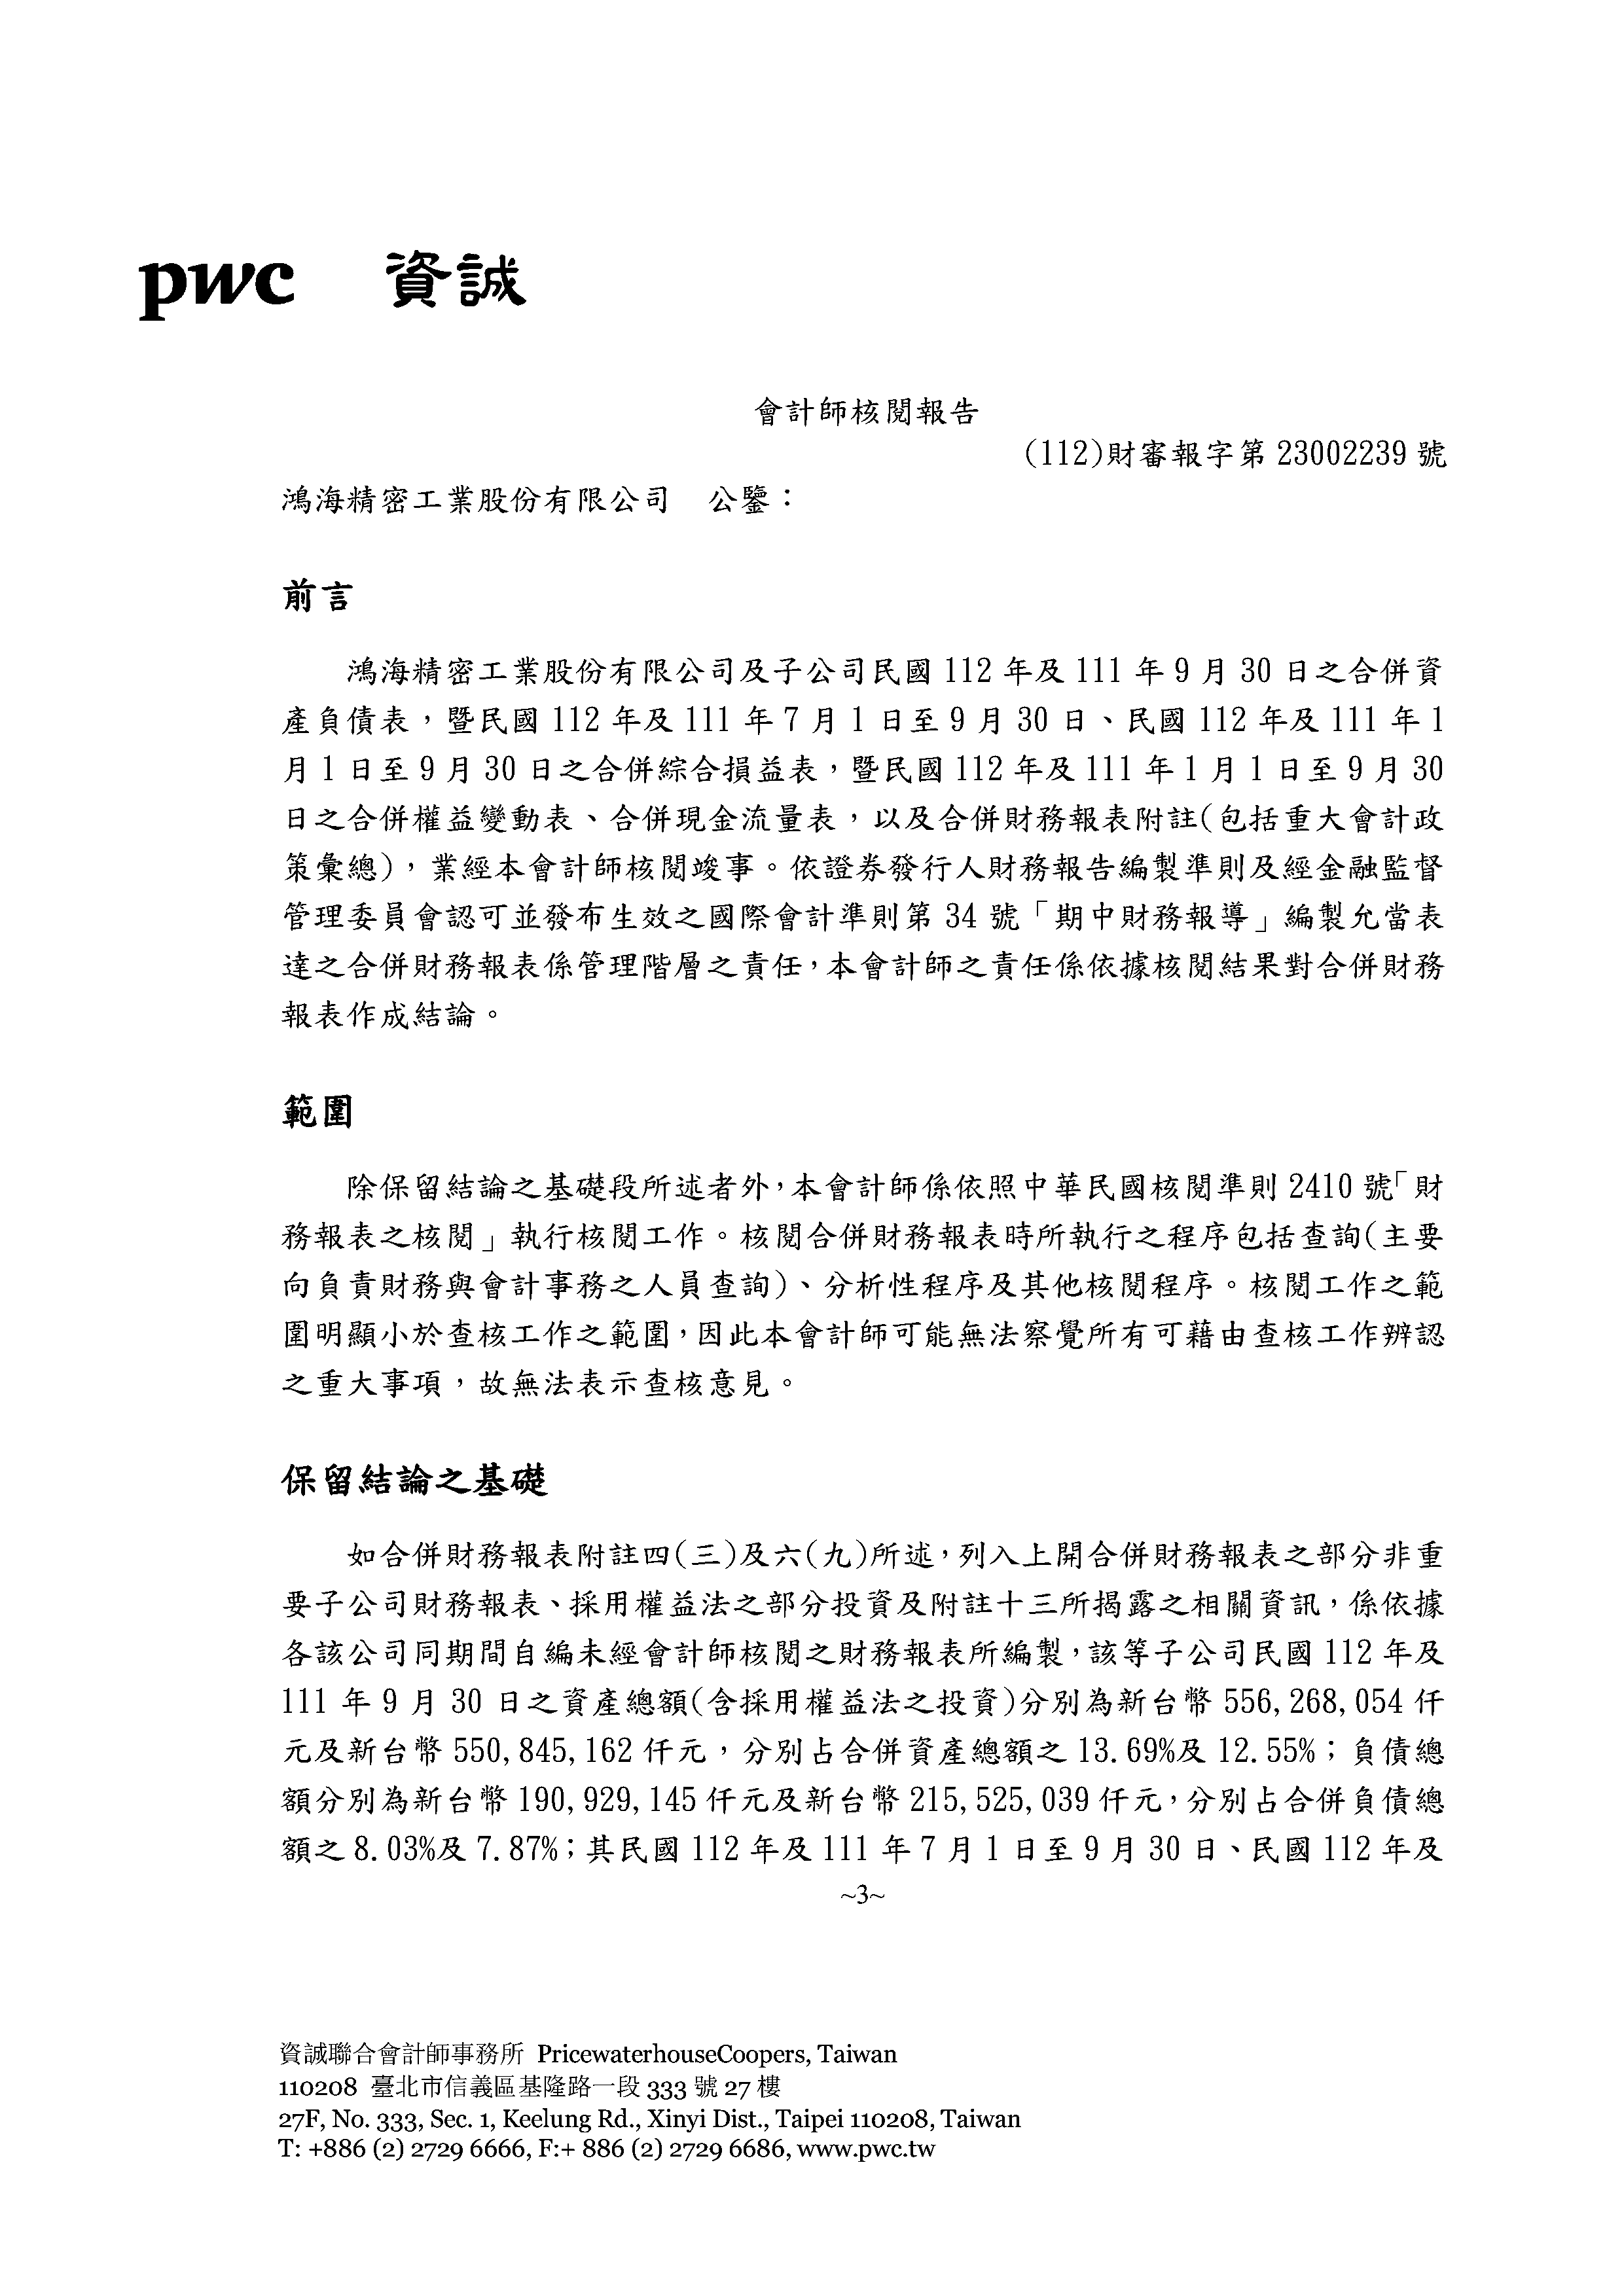 pwc 資誠
會計師核閱報告
(112)財審報字第 23002239 號
鴻海精密工業股份有限公司 公鑒：
前言
鴻海精密工業股份有限公司及子公司民國 112 年及 111 年 9 月 30 日之合併資
產負債表，暨民國 112 年及 111 年 7 月 1 日至 9 月 30 日、民國 112 年及 111 年 1
月 1 日至 9 月 30 日之合併綜合損益表，暨民國 112 年及 111 年 1 月 1 日至 9 月 30
日之合併權益變動表、合併現金流量表，以及合併財務報表附註(包括重大會計政
策彙總)，業經本會計師核閱竣事。依證券發行人財務報告編製準則及經金融監督
管理委員會認可並發布生效之國際會計準則第 34 號「期中財務報導」編製允當表
達之合併財務報表係管理階層之責任，本會計師之責任係依據核閱結果對合併財務
報表作成結論。
範圍
除保留結論之基礎段所述者外，本會計師係依照中華民國核閱準則 2410 號「財
務報表之核閱」執行核閱工作。核閱合併財務報表時所執行之程序包括查詢(主要
向負責財務與會計事務之人員查詢)、分析性程序及其他核閱程序。核閱工作之範
圍明顯小於查核工作之範圍，因此本會計師可能無法察覺所有可藉由查核工作辨認
之重大事項，故無法表示查核意見。
保留結論之基礎
如合併財務報表附註四(三)及六(九)所述，列入上開合併財務報表之部分非重
要子公司財務報表、採用權益法之部分投資及附註十三所揭露之相關資訊，係依據
各該公司同期間自編未經會計師核閱之財務報表所編製，該等子公司民國 112 年及
111 年 9 月 30 日之資產總額(含採用權益法之投資)分別為新台幣 556,268,054 仟
元及新台幣 550,845,162 仟元，分別占合併資產總額之 13.69%及 12.55%；負債總
額分別為新台幣 190,929,145 仟元及新台幣 215,525,039 仟元，分別占合併負債總
額之 8.03%及 7.87%；其民國 112 年及 111 年 7 月 1 日至 9 月 30 日、民國 112 年及
~3~
資誠聯合會計師事務所 PricewaterhouseCoopers, Taiwan
110208 臺北市信義區基隆路一段 333 號 27 樓
27F, No. 333, Sec. 1, Keelung Rd., Xinyi Dist., Taipei 110208, Taiwan
T: +886 (2) 2729 6666, F:+ 886 (2) 2729 6686, www.pwc.tw